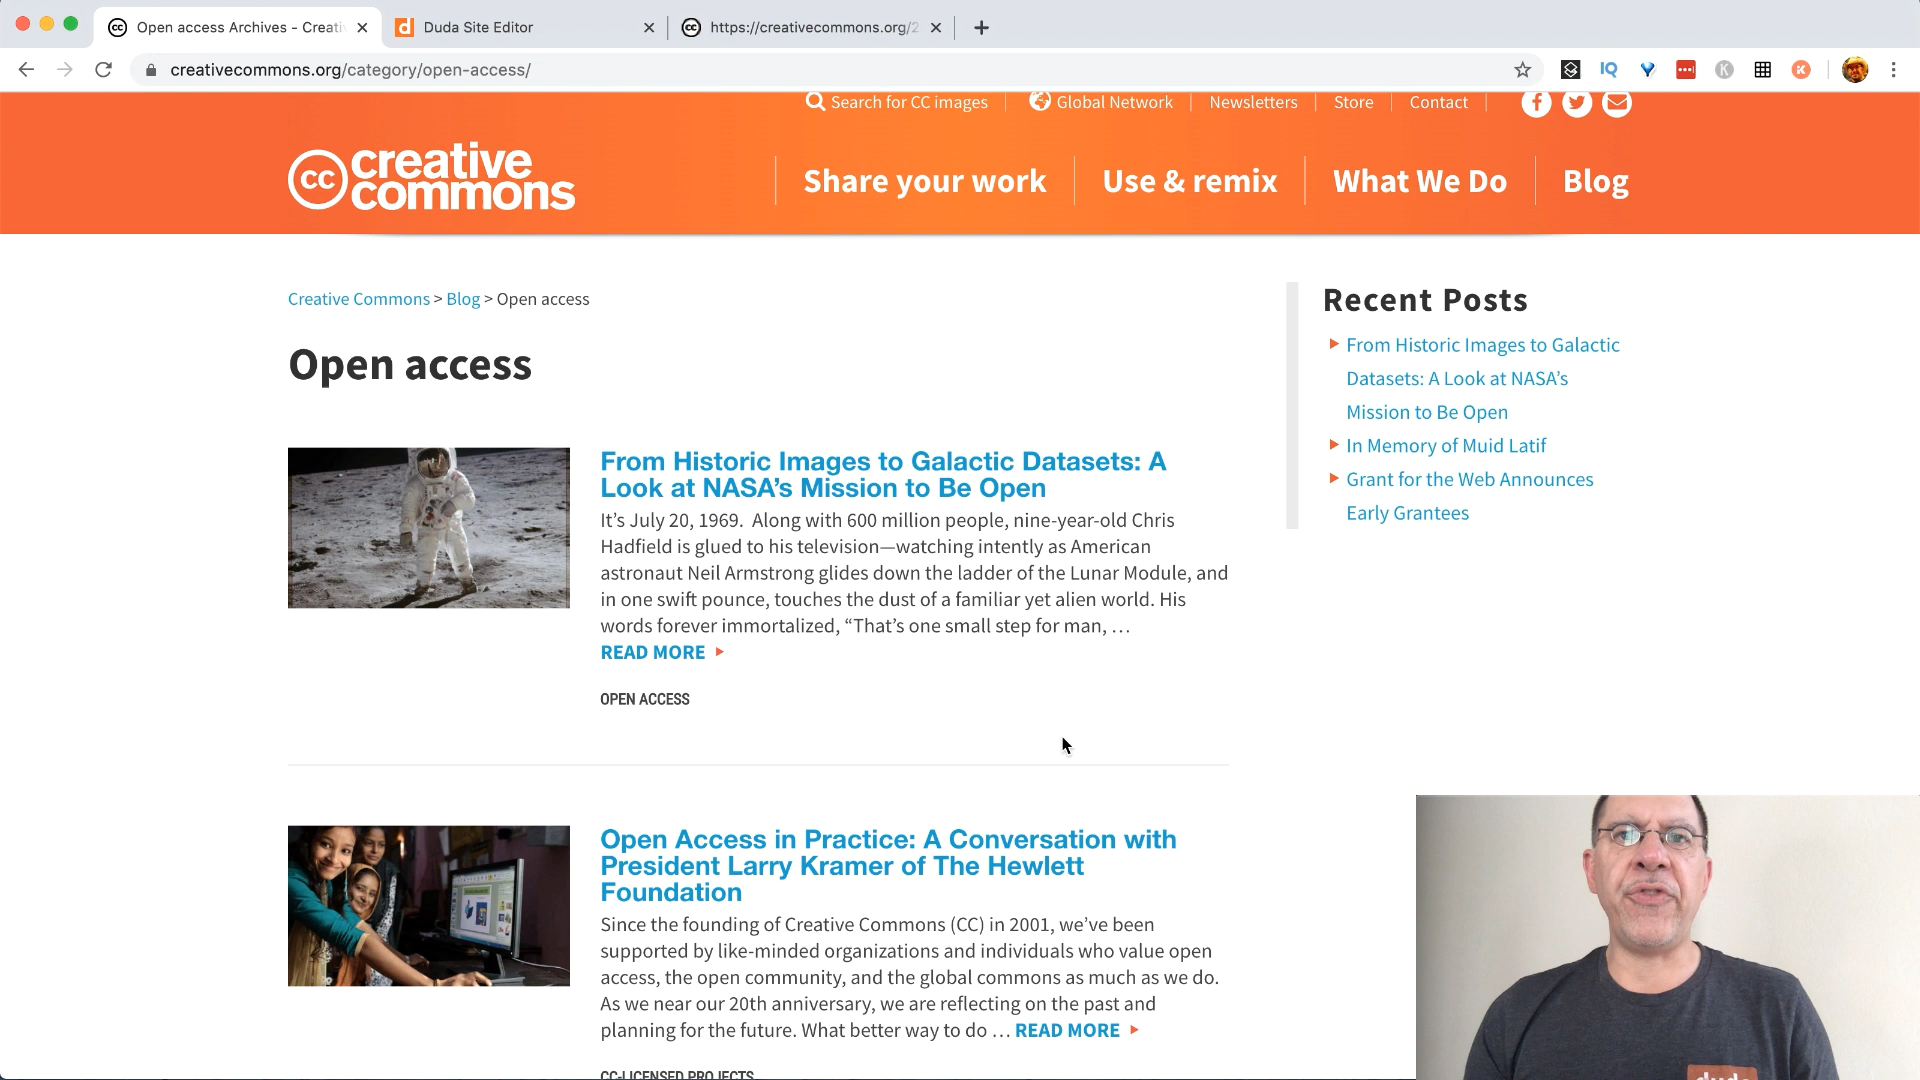 Open access Archives - Creati
Duda Site Editor
https://creativecommons.org/2
creativecommons.org/category/open-access/
IQ
K
K
Search for CC images
Global Network
Newsletters
Store
Contact
cc creative
commons
Share your work
Use & remix
What We Do
Blog
Creative Commons > Blog > Open access
Open access
From Historic Images to Galactic Datasets: A
Look at NASA’s Mission to Be Open
It’s July 20, 1969.  Along with 600 million people, nine-year-old Chris
Hadfield is glued to his television—watching intently as American
astronaut Neil Armstrong glides down the ladder of the Lunar Module, and
in one swift pounce, touches the dust of a familiar yet alien world. His
words forever immortalized, “That’s one small step for man, …
READ MORE
OPEN ACCESS
Open Access in Practice: A Conversation with
President Larry Kramer of The Hewlett
Foundation
Since the founding of Creative Commons (CC) in 2001, we’ve been
supported by like-minded organizations and individuals who value open
access, the open community, and the global commons as much as we do.
As we near our 20th anniversary, we are reflecting on the past and
planning for the future. What better way to do … READ MORE
CC-LICENSED PROJECTS
Recent Posts
From Historic Images to Galactic
Datasets: A Look at NASA’s
Mission to Be Open
In Memory of Muid Latif
Grant for the Web Announces
Early Grantees